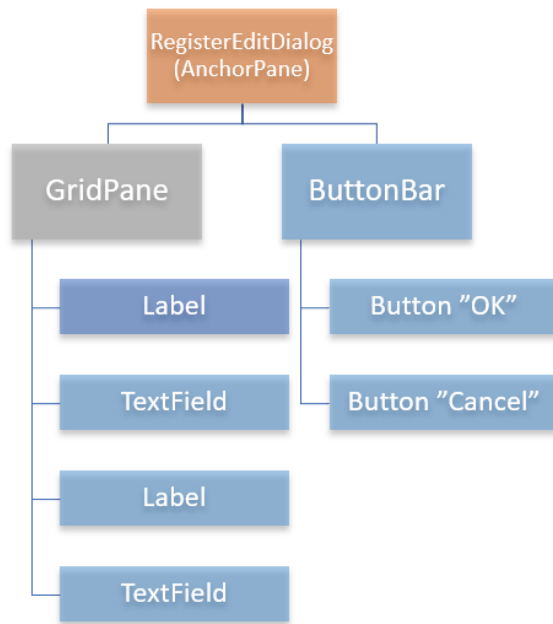 RegisterEditDialog
(AnchorPane)
GridPane
ButtonBar
Label
Button ”OK”
TextField
Button ”Cancel”
Label
TextField